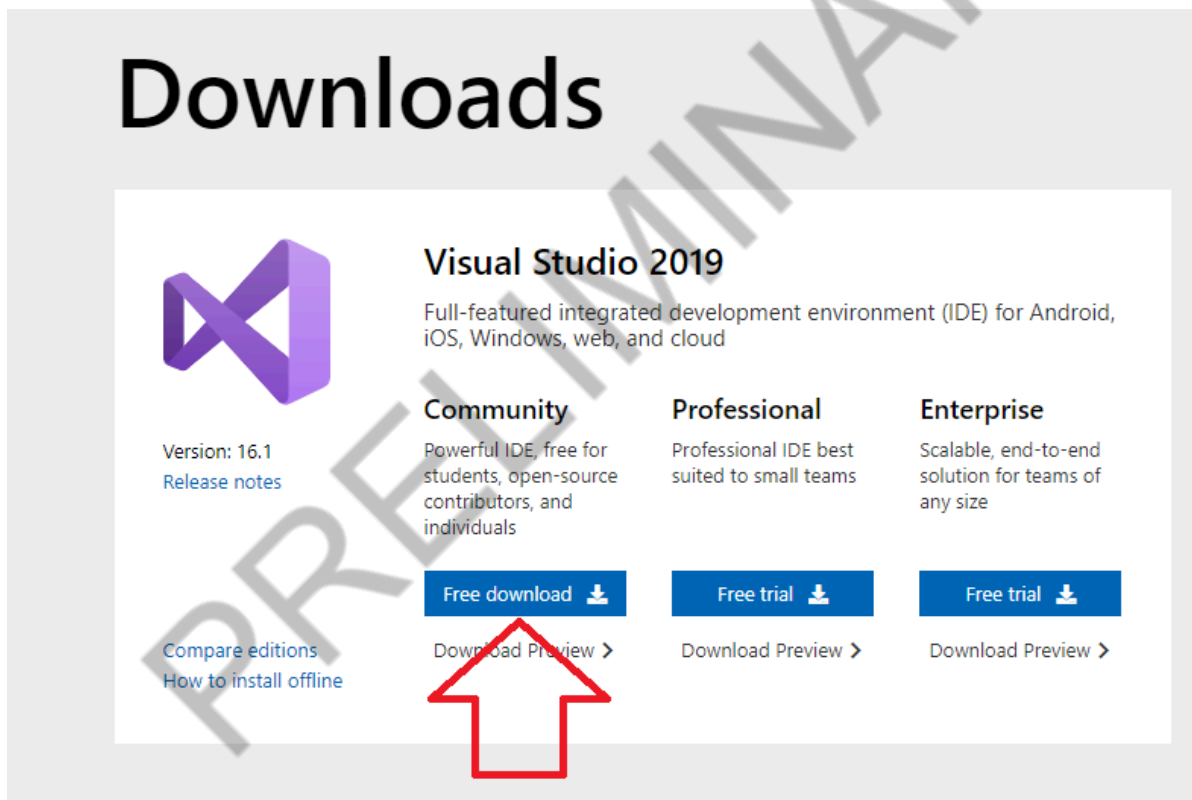 Downloads
Visual Studio 2019
Full-featured integrated development environment (IDE) for Android,
iOS, Windows, web, and cloud
Version: 16.1
Release notes
Compare editions
How to install offline
Community
Powerful IDE, free for
students, open-source
contributors, and
individuals
Free download
Download Preview
Professional
Professional IDE best
suited to small teams
Free trial
Download Preview
Enterprise
Scalable, end-to-end
solution for teams of
any size
Free trial
Download Preview
PRELIMINA